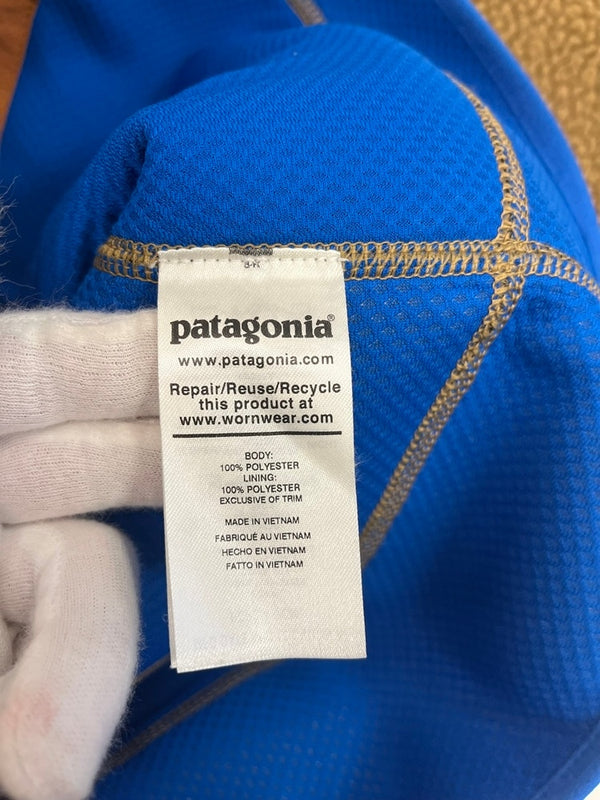 patagonia®
www.patagonia.com
Repair/Reuse/Recycle
this product at
www.wornwear.com
BODY:
100% POLYESTER
LINING:
100% POLYESTER
EXCLUSIVE OF TRIM
MADE IN VIETNAM
FABRIQUÉ AU VIETNAM
HECHO EN VIETNAM
FATTO IN VIETNAM